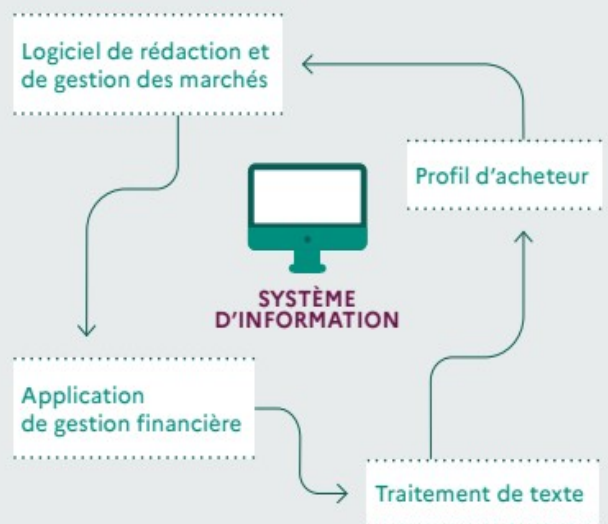 Logiciel de rédaction et
de gestion des marchés
Profil d’acheteur
SYSTÈME
D’INFORMATION
Application
de gestion financière
Traitement de texte